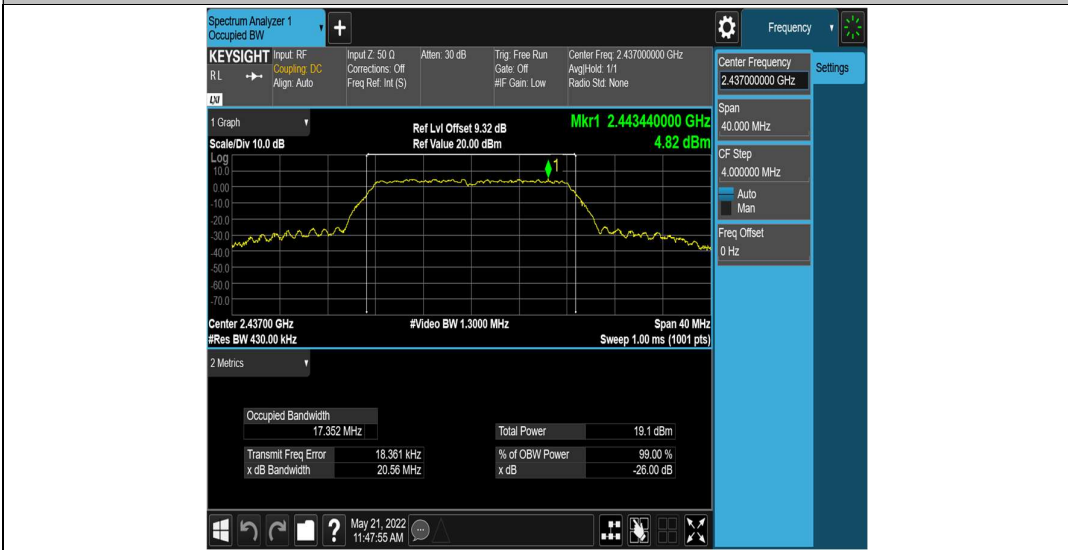 Spectrum Analyzer 1
Occupied BW
+
Frequency
KEYSIGHT
RL
LXI
Input: RF
Coupling: DC
Align: Auto
Input Z: 50 Ω
Corrections: Off
Freq Ref: Int (S)
Atten: 30 dB
Trig: Free Run
Gate: Off
#IF Gain: Low
Center Freq: 2.437000000 GHz
Avg|Hold: 1/1
Radio Std: None
Center Frequency
2.437000000 GHz
Settings
Span
40.000 MHz
CF Step
4.000000 MHz
Auto
Man
Freq Offset
0 Hz
1 Graph
Scale/Div 10.0 dB
Ref Lvl Offset 9.32 dB
Ref Value 20.00 dBm
Mkr1 2.443440000 GHz
4.82 dBm
Log
10.0
0.00
-10.0
-20.0
-30.0
-40.0
-50.0
-60.0
-70.0
1
Center 2.43700 GHz
#Res BW 430.00 kHz
#Video BW 1.3000 MHz
Span 40 MHz
Sweep 1.00 ms (1001 pts)
2 Metrics
Occupied Bandwidth
17.352 MHz
Total Power 19.1 dBm
Transmit Freq Error 18.361 kHz
% of OBW Power 99.00 %
x dB Bandwidth 20.56 MHz
x dB -26.00 dB
?
May 21, 2022
11:47:55 AM